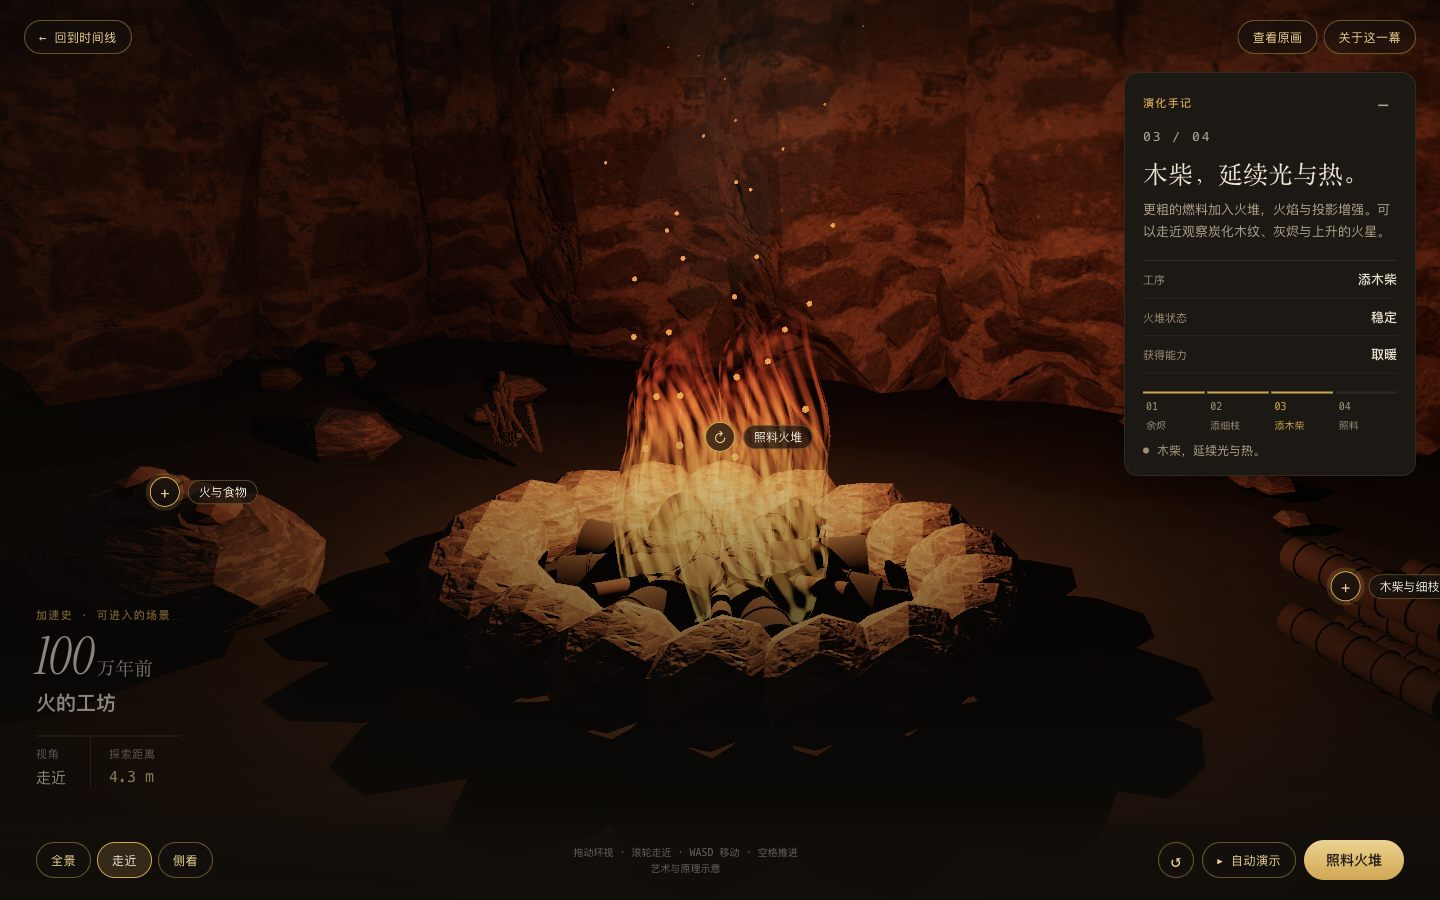 ← 回到时间线
查看原画
关于这一幕
演化手记
—
03 / 04
木柴，延续光与热。
更粗的燃料加入火堆，火焰与投影增强。可
以走近观察炭化木纹、灰烬与上升的火星。
工序 添木柴
火堆状态 稳定
获得能力 取暖
01 02 03 04
余烬 添细枝 添木柴 照料
木柴，延续光与热。
照料火堆
+ 火与食物
+ 木柴与细枝
加速史 · 可进入的场景
100万年前
火的工坊
视角 探索距离
走近 4.3 m
全景 走近 侧看
拖动环视 · 滚轮走近 · WASD 移动 · 空格推进
艺术与原理示意
↺ ▸ 自动演示 照料火堆